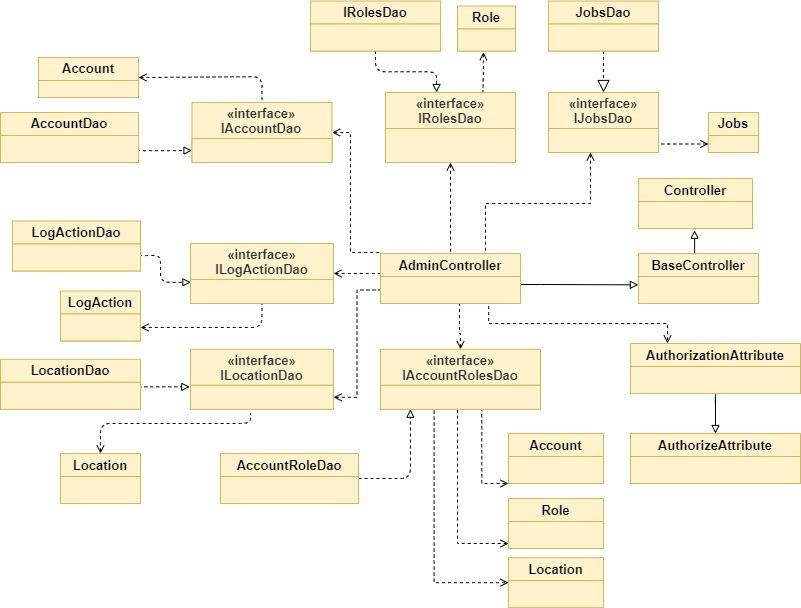 IRolesDao
Role
JobsDao
Account
«interface»
IAccountDao
«interface»
IRolesDao
«interface»
IJobsDao
AccountDao
Jobs
Controller
LogActionDao
«interface»
ILogActionDao
AdminController
BaseController
LogAction
LocationDao
«interface»
ILocationDao
«interface»
IAccountRolesDao
AuthorizationAttribute
Location
AccountRoleDao
Account
AuthorizeAttribute
Role
Location